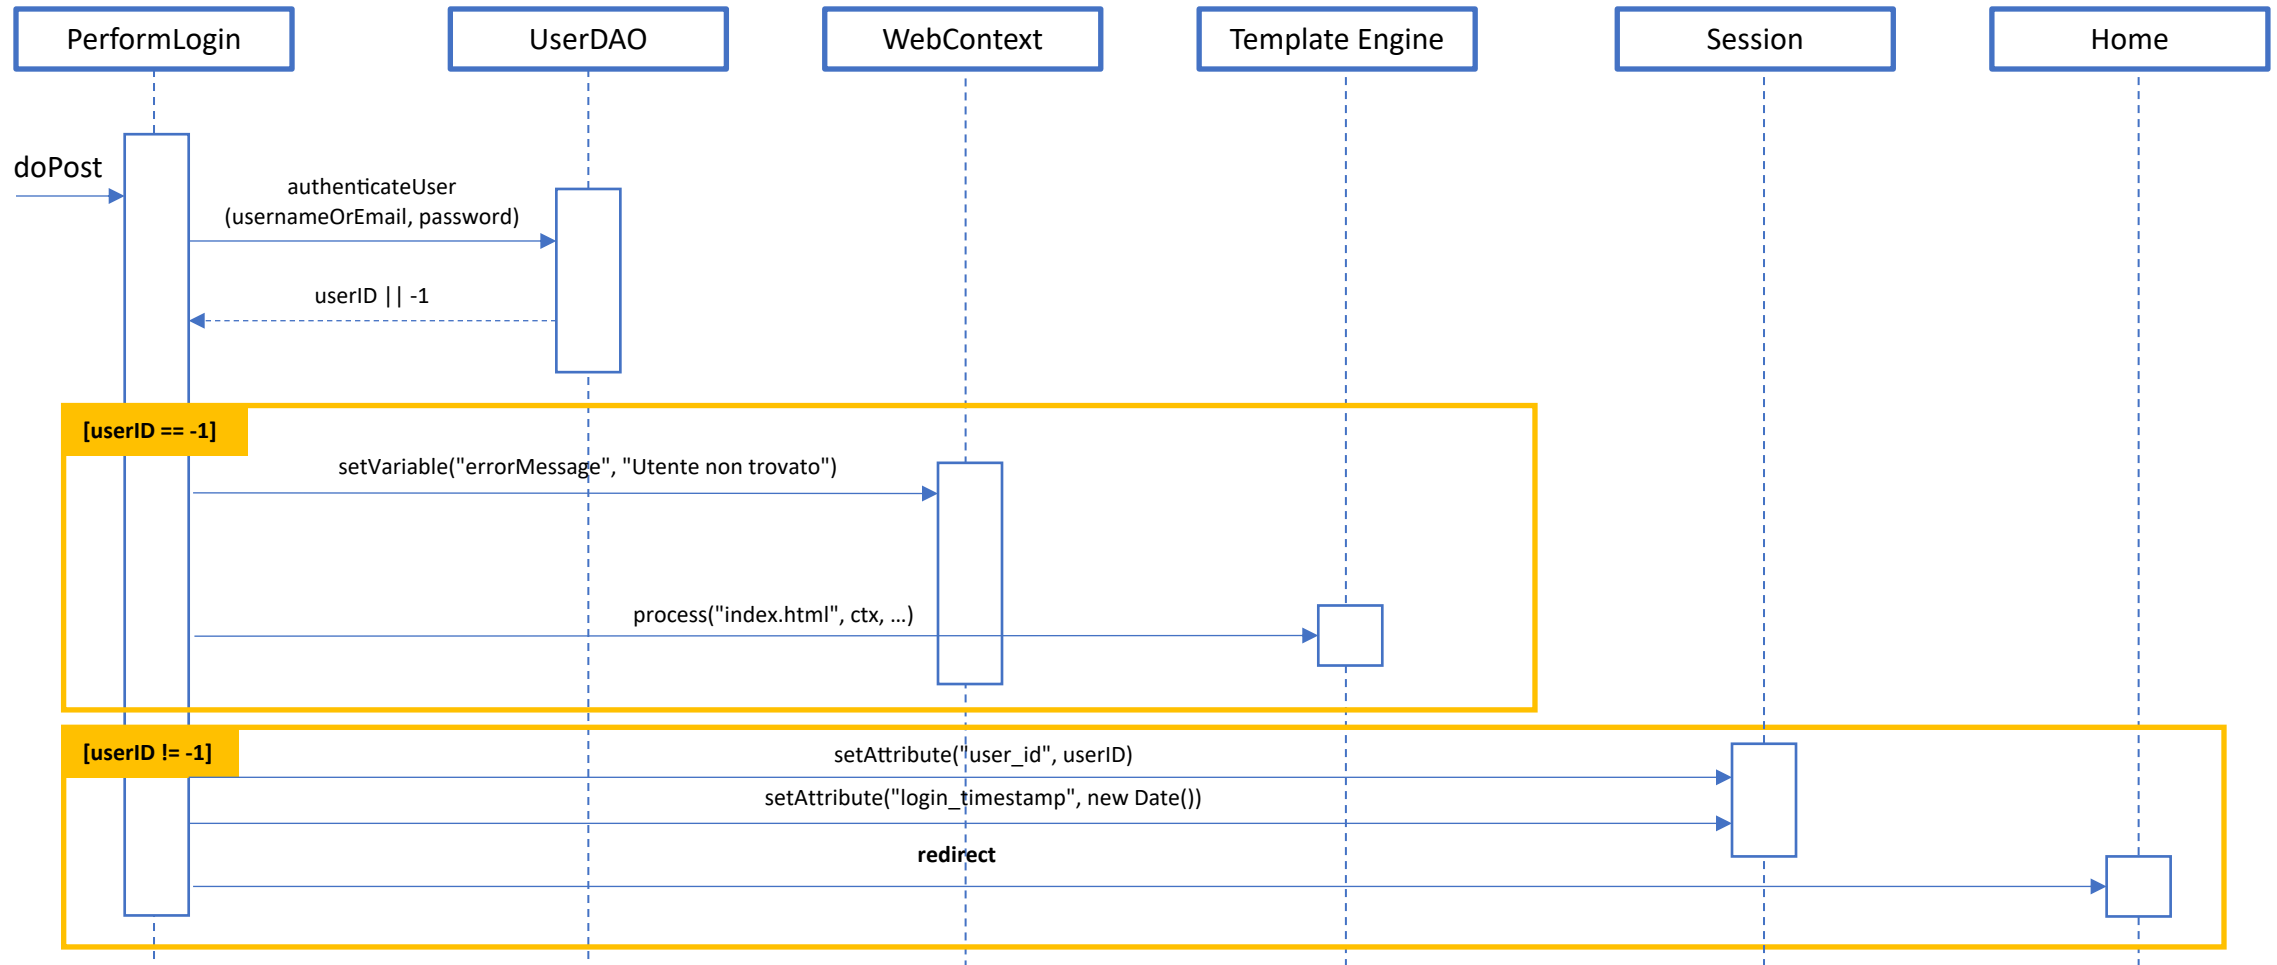 PerformLogin
UserDAO
WebContext
Template Engine
Session
Home
doPost
authenticateUser
(usernameOrEmail, password)
userID || -1
[userID == -1]
setVariable("errorMessage", "Utente non trovato")
process("index.html", ctx, …)
[userID != -1]
setAttribute("user_id", userID)
setAttribute("login_timestamp", new Date())
redirect